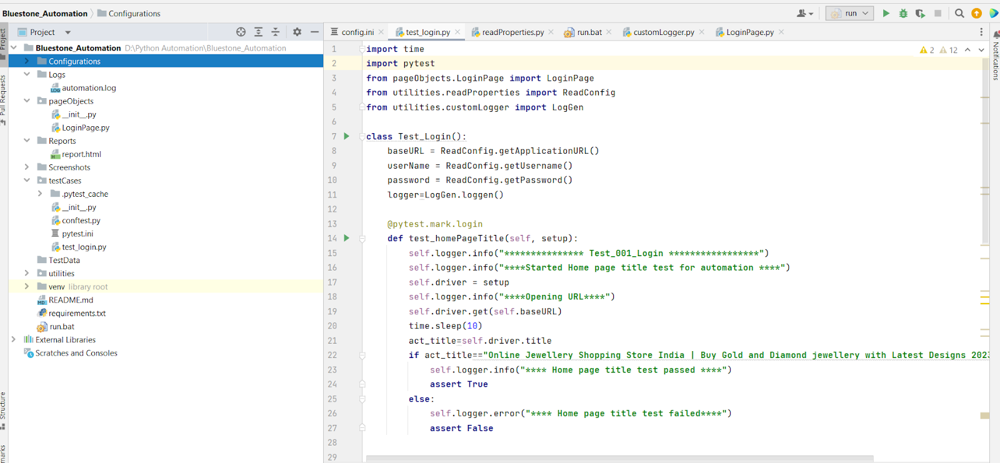 Bluestone_Automation Configurations
run
Project
config.ini test_login.py readProperties.py run.bat customLogger.py LoginPage.py
Project
Pull Requests
Structure
marks
Notifications
Bluestone_Automation D:\Python Automation\Bluestone_Automation
Configurations
Logs
automation.log
pageObjects
__init__.py
LoginPage.py
Reports
report.html
Screenshots
testCases
.pytest_cache
__init__.py
conftest.py
pytest.ini
test_login.py
TestData
utilities
venv library root
README.md
requirements.txt
run.bat
External Libraries
Scratches and Consoles
2 12
1 import time
2 import pytest
3 from pageObjects.LoginPage import LoginPage
4 from utilities.readProperties import ReadConfig
5 from utilities.customLogger import LogGen
6
7 class Test_Login():
8 baseURL = ReadConfig.getApplicationURL()
9 userName = ReadConfig.getUsername()
10 password = ReadConfig.getPassword()
11 logger=LogGen.loggen()
12
13 @pytest.mark.login
14 def test_homePageTitle(self, setup):
15 self.logger.info("*************** Test_001_Login *****************")
16 self.logger.info("****Started Home page title test for automation ****")
17 self.driver = setup
18 self.logger.info("****Opening URL****")
19 self.driver.get(self.baseURL)
20 time.sleep(10)
21 act_title=self.driver.title
22 if act_title=="Online Jewellery Shopping Store India | Buy Gold and Diamond jewellery with Latest Designs 2023
23 self.logger.info("**** Home page title test passed ****")
24 assert True
25 else:
26 self.logger.error("**** Home page title test failed****")
27 assert False
28
29